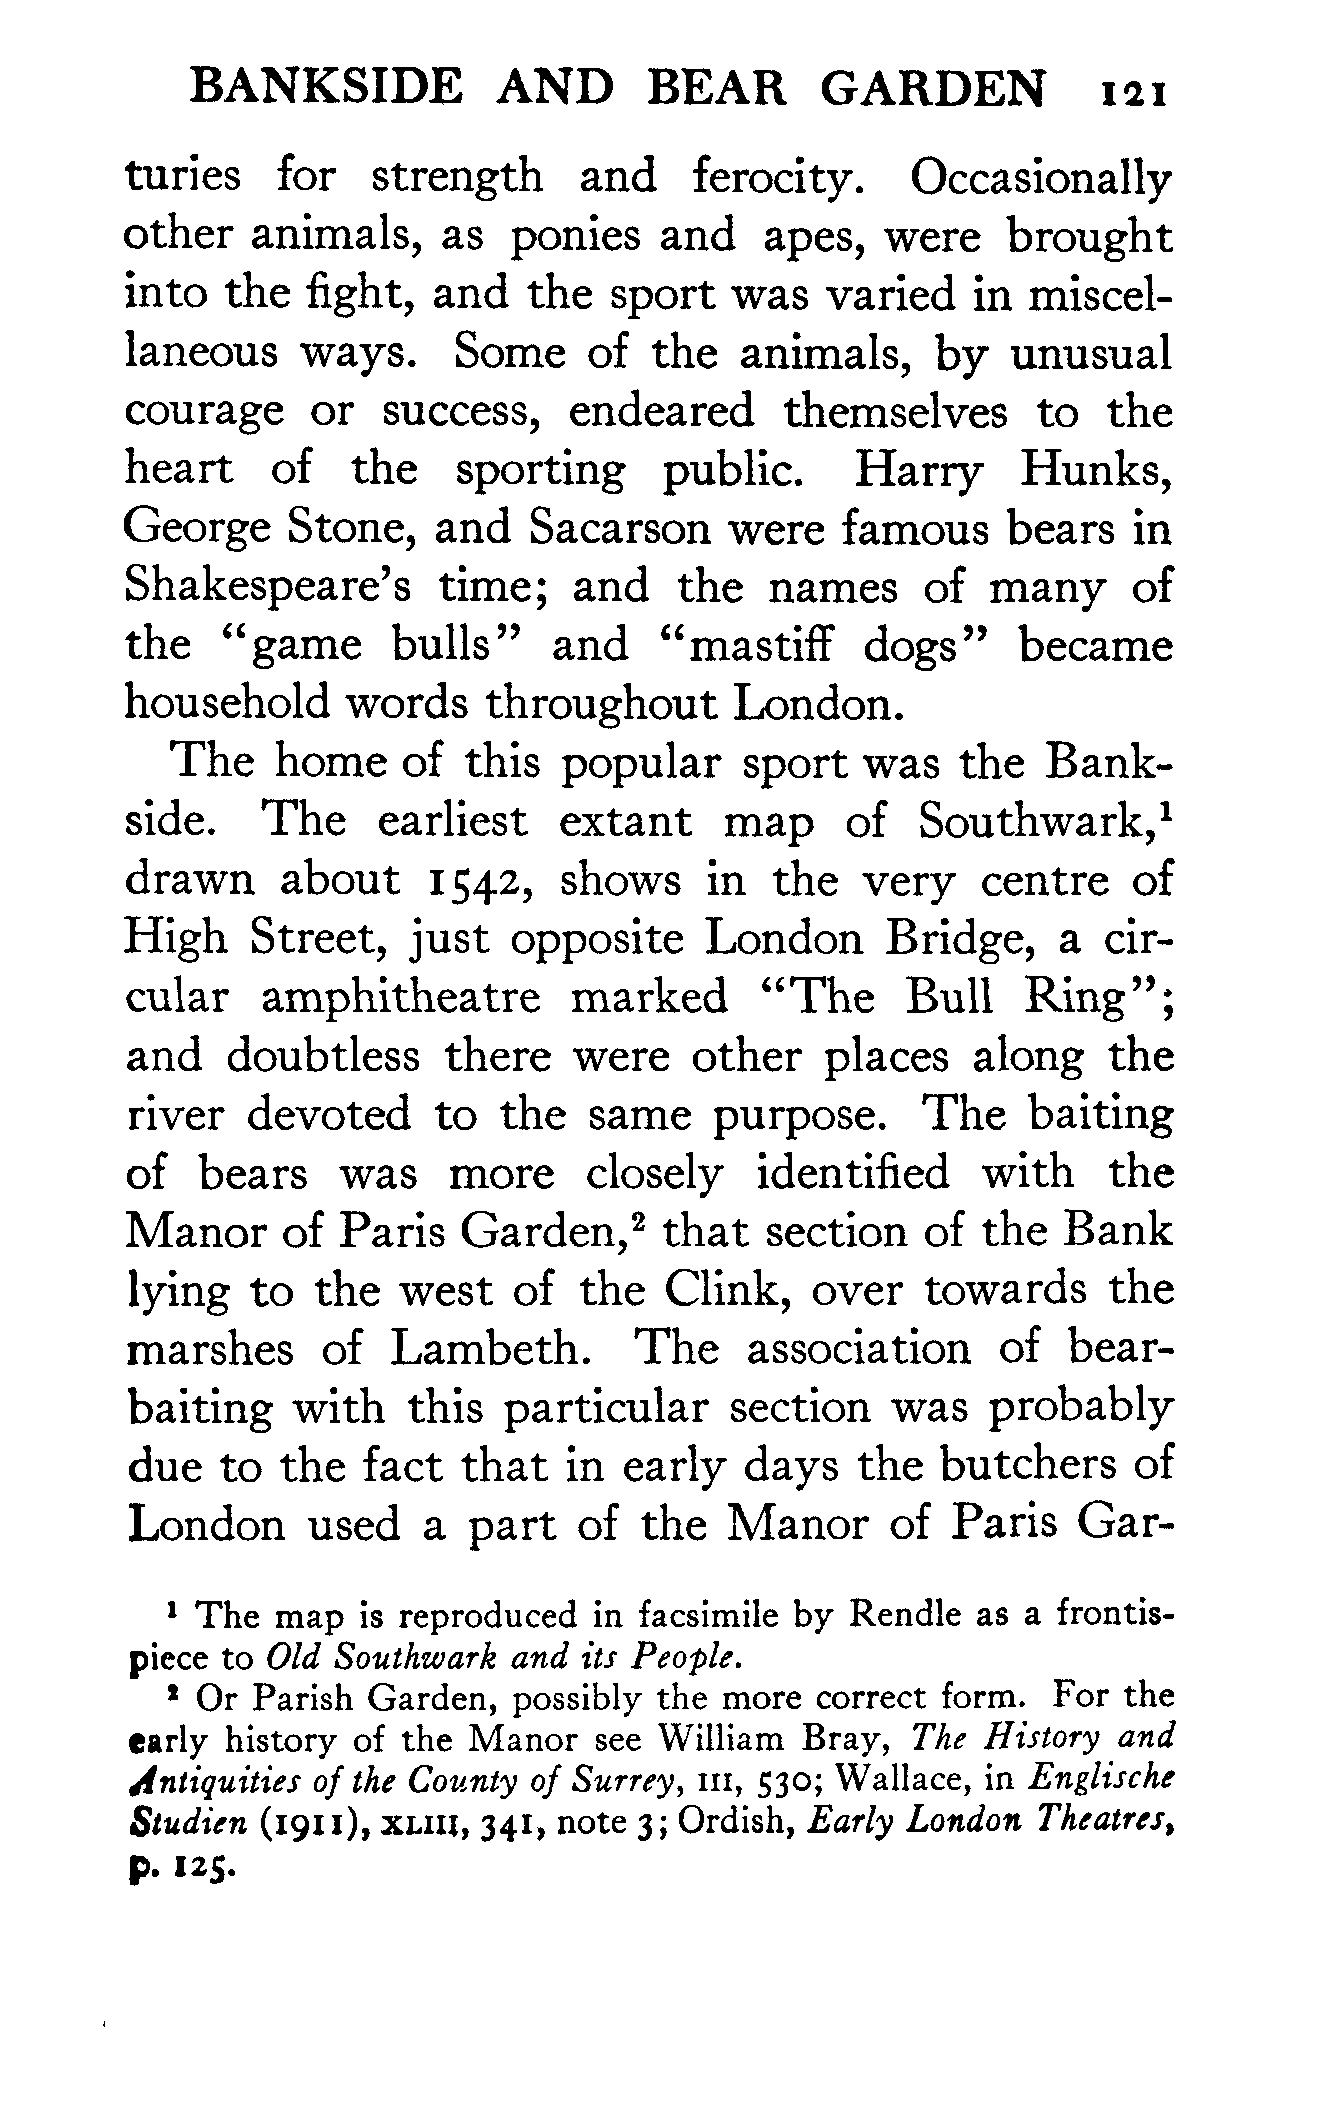 BANKSIDE AND BEAR GARDEN 121
turies for strength and ferocity. Occasionally
other animals, as ponies and apes, were brought
into the fight, and the sport was varied in miscel-
laneous ways. Some of the animals, by unusual
courage or success, endeared themselves to the
heart of the sporting public. Harry Hunks,
George Stone, and Sacarson were famous bears in
Shakespeare's time; and the names of many of
the "game bulls" and "mastiff dogs" became
household words throughout London.
The home of this popular sport was the Bank-
side. The earliest extant map of Southwark,¹
drawn about 1542, shows in the very centre of
High Street, just opposite London Bridge, a cir-
cular amphitheatre marked "The Bull Ring";
and doubtless there were other places along the
river devoted to the same purpose. The baiting
of bears was more closely identified with the
Manor of Paris Garden,² that section of the Bank
lying to the west of the Clink, over towards the
marshes of Lambeth. The association of bear-
baiting with this particular section was probably
due to the fact that in early days the butchers of
London used a part of the Manor of Paris Gar-
¹ The map is reproduced in facsimile by Rendle as a frontis-
piece to Old Southwark and its People.
² Or Parish Garden, possibly the more correct form. For the
early history of the Manor see William Bray, The History and
Antiquities of the County of Surrey, III, 530; Wallace, in Englische
Studien (1911), XLIII, 341, note 3; Ordish, Early London Theatres,
p. 125.